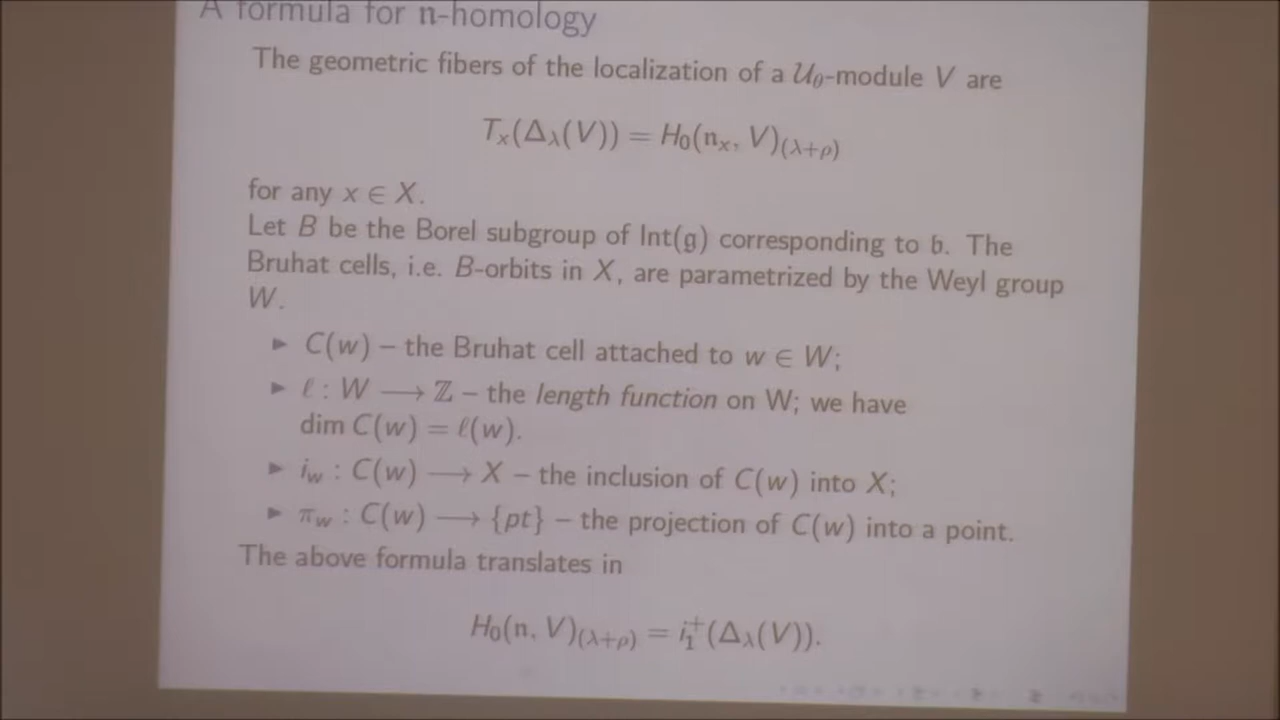 A formula for n-homology
The geometric fibers of the localization of a 𝒰_θ-module V are
T_x(Δ_λ(V)) = H_0(𝔫_x, V)_(λ+ρ)
for any x ∈ X.
Let B be the Borel subgroup of Int(𝔤) corresponding to 𝔟. The
Bruhat cells, i.e. B-orbits in X, are parametrized by the Weyl group
W.
▶ C(w) – the Bruhat cell attached to w ∈ W;
▶ ℓ : W ⟶ ℤ – the length function on W; we have
dim C(w) = ℓ(w).
▶ i_w : C(w) ⟶ X – the inclusion of C(w) into X;
▶ π_w : C(w) ⟶ {pt} – the projection of C(w) into a point.
The above formula translates in
H_0(𝔫, V)_(λ+ρ) = i_1^+(Δ_λ(V)).